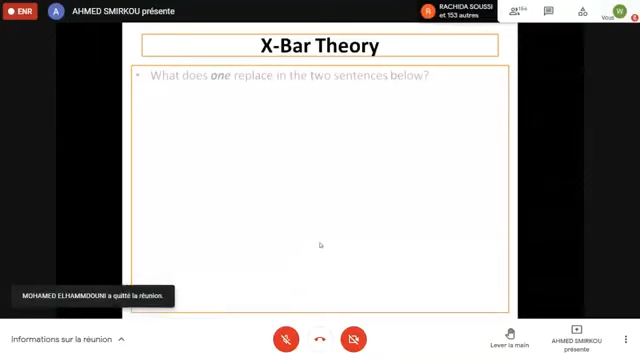 ENR
A
AHMED SMIRKOU présente
R
RACHIDA SOUSSI
et 153 autres
W
Vous
X-Bar Theory
• What does one replace in the two sentences below?
MOHAMED ELHAMMDOUNI a quitté la réunion.
Informations sur la réunion
Lever la main
AHMED SMIRKOU
présente